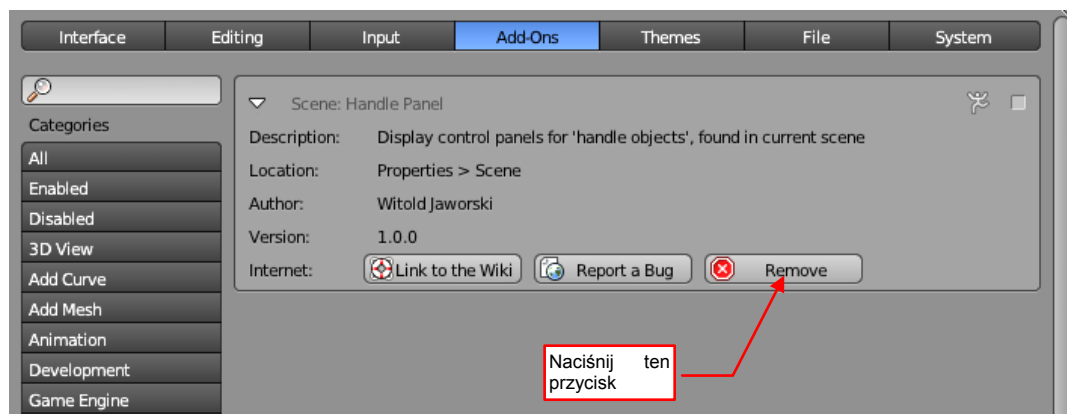 Interface Editing Input Add-Ons Themes File System
Categories
All
Enabled
Disabled
3D View
Add Curve
Add Mesh
Animation
Development
Game Engine
Scene: Handle Panel
Description: Display control panels for 'handle objects', found in current scene
Location: Properties > Scene
Author: Witold Jaworski
Version: 1.0.0
Internet: Link to the Wiki Report a Bug Remove
Naciśnij ten
przycisk